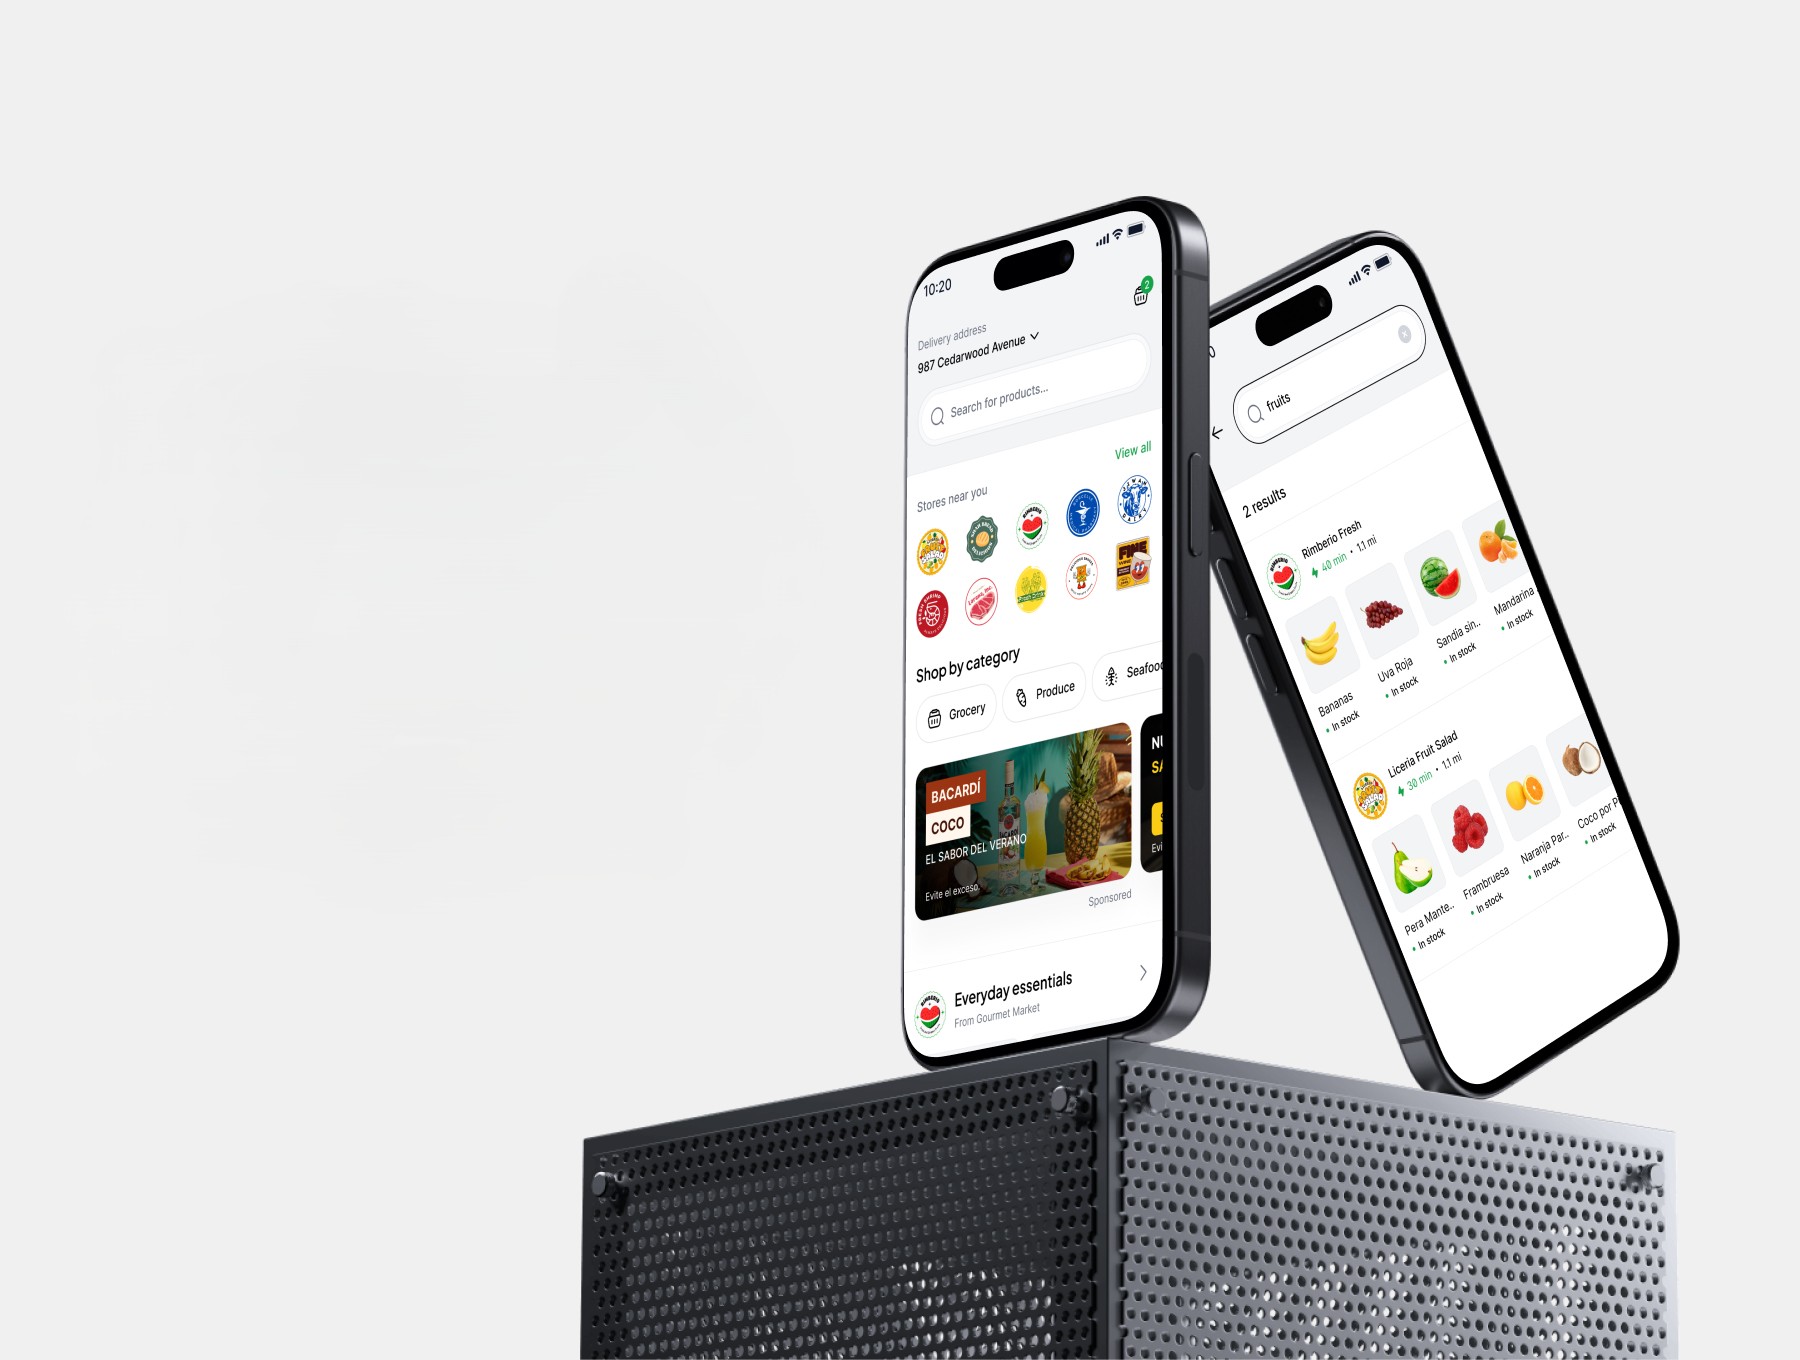 10:20
2
Delivery address
987 Cedarwood Avenue
Search for products...
View all
Stores near you
RIMBERIO
FINE
Shop by category
Grocery
Produce
Seafood
BACARDÍ
COCO
EL SABOR DEL VERANO
Evite el exceso.
Sponsored
Everyday essentials
From Gourmet Market
fruits
2 results
Rimberio Fresh
40 min • 1.1 mi
Bananas
• In stock
Uva Roja
• In stock
Sandia sin..
• In stock
Mandarina
• In stock
Liceria Fruit Salad
30 min • 1.1 mi
Pera Mante..
• In stock
Frambruesa
• In stock
Naranja Par..
• In stock
Coco por P
• In stock